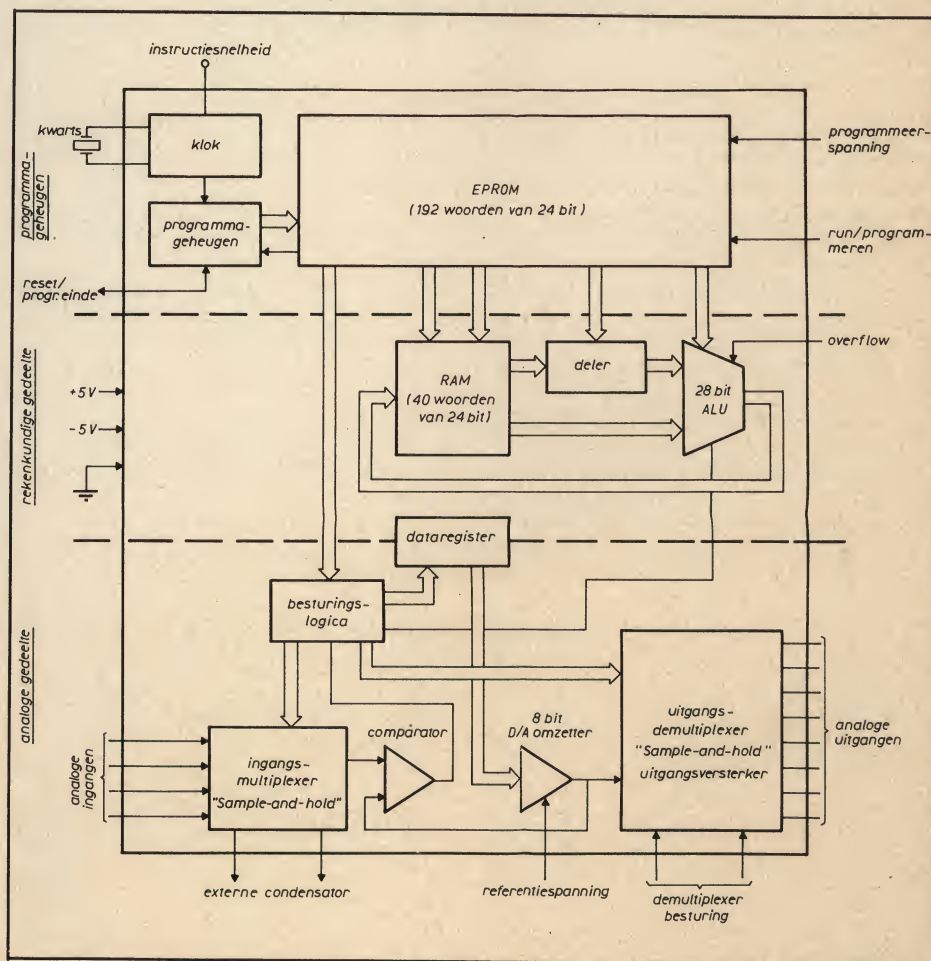 instructiesnelheid
kwarts
klok
programma-
geheugen
EPROM
(192 woorden van 24 bit)
programmeer-
spanning
programma-
geheugen
run/program-
meren
reset/
progr.einde
rekenkundige gedeelte
+5V
-5V
RAM
(40 woorden
van 24 bit)
deler
28 bit
ALU
overflow
dataregister
besturings-
logica
analoge gedeelte
analoge
ingangen
ingangs-
multiplexer
"Sample-and-hold"
comparator
8 bit
D/A omzetter
uitgangs-
demultiplexer
"Sample-and-hold"
uitgangsversterker
analoge
uitgangen
externe condensator
referentiespanning
demultiplexer
besturing